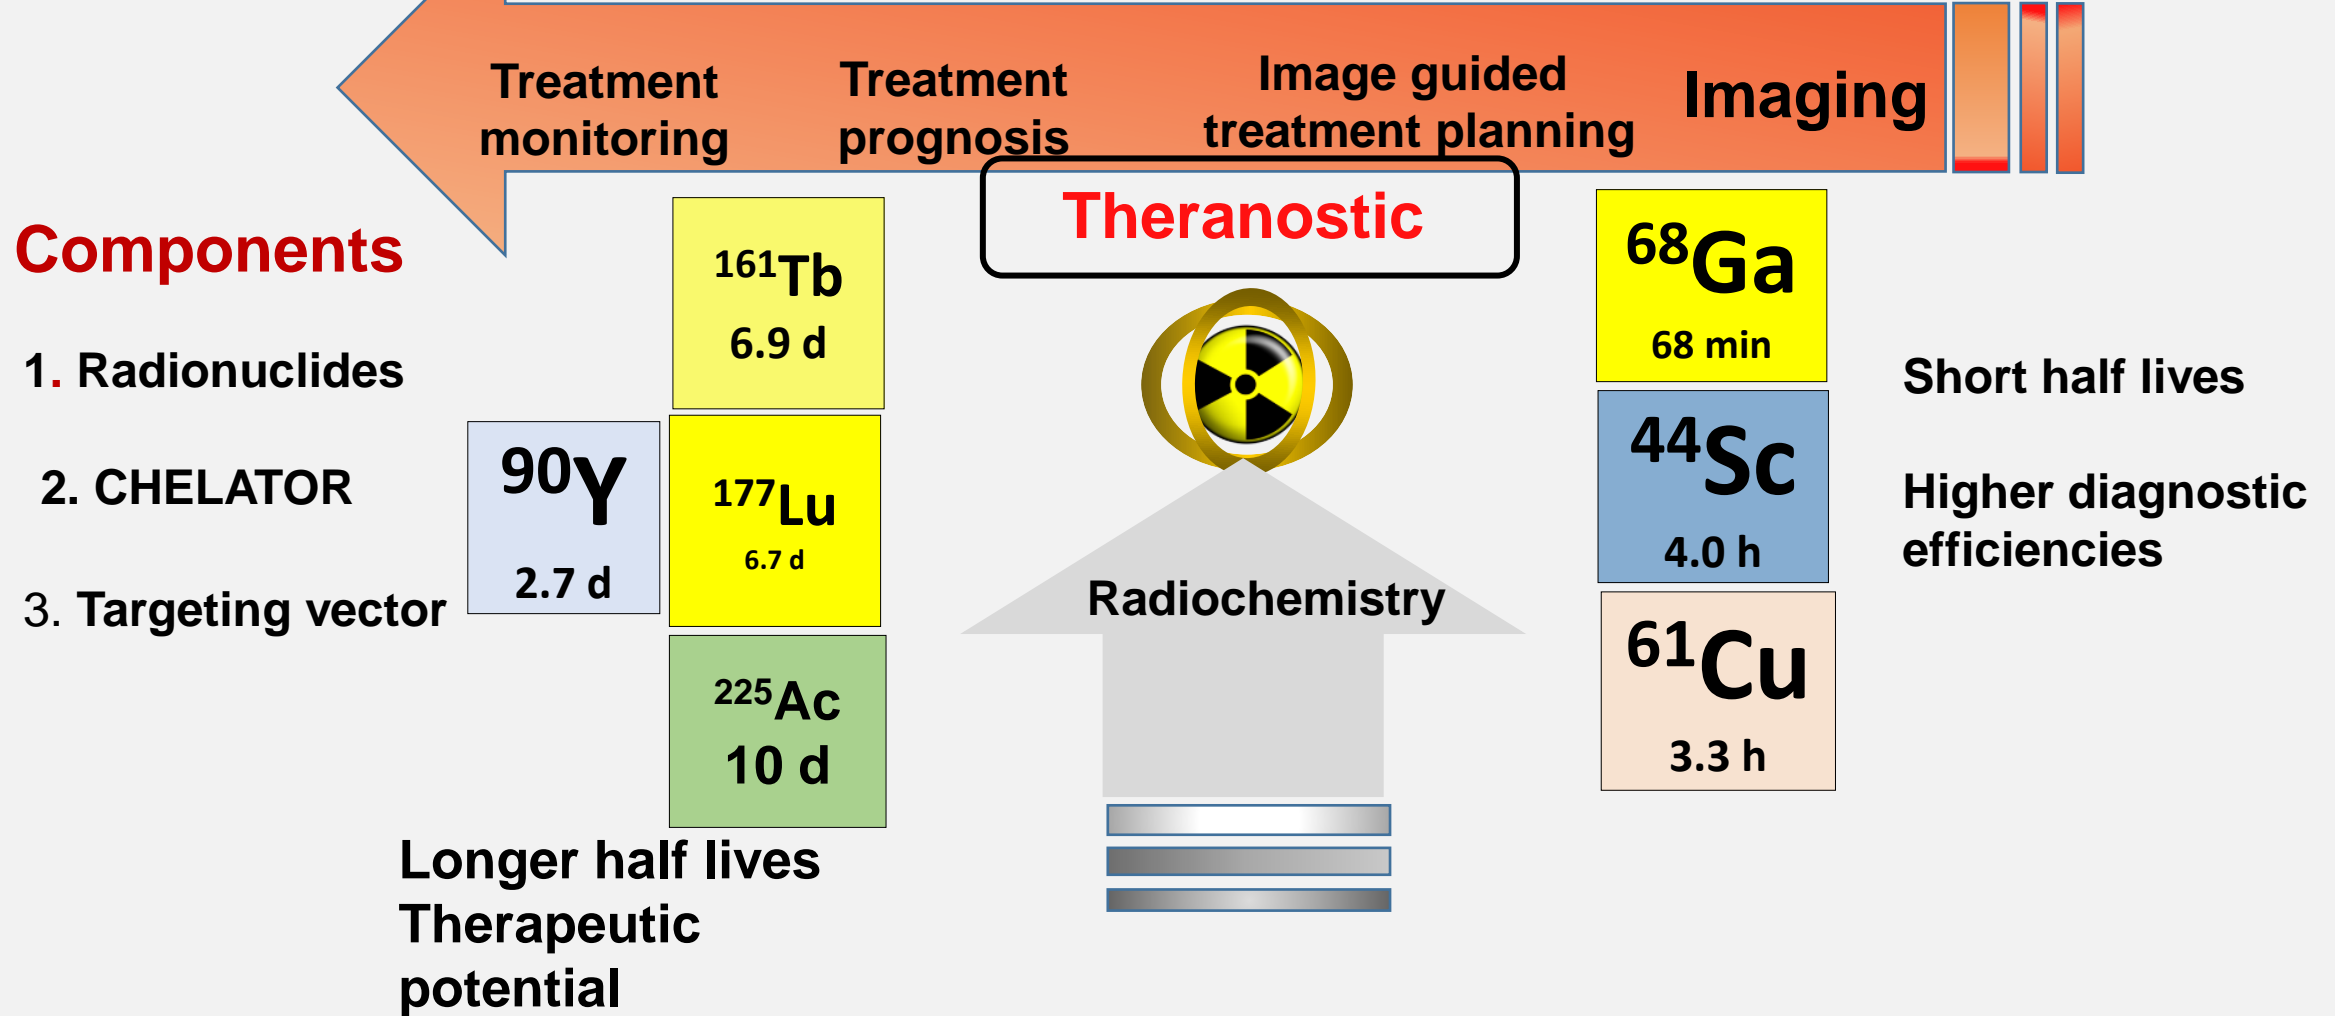 Treatment
monitoring
Treatment
prognosis
Image guided
treatment planning
Imaging
Theranostic
Components
1. Radionuclides
2. CHELATOR
3. Targeting vector
161Tb
6.9 d
90Y
2.7 d
177Lu
6.7 d
225Ac
10 d
Longer half lives
Therapeutic
potential
Radiochemistry
68Ga
68 min
44Sc
4.0 h
61Cu
3.3 h
Short half lives
Higher diagnostic
efficiencies